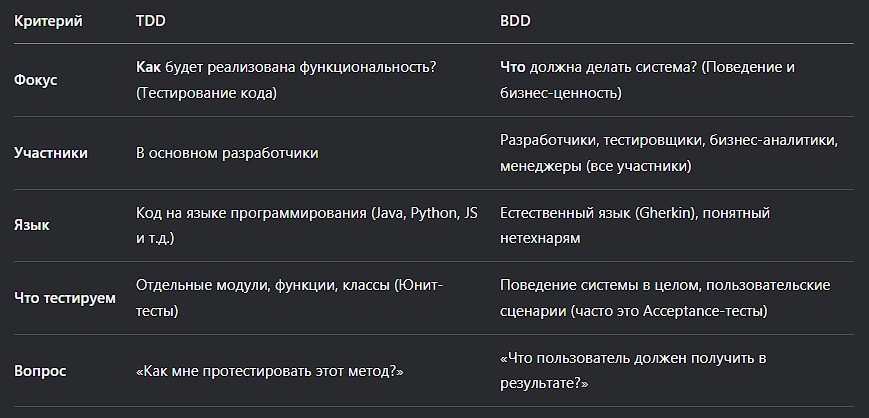 Критерий TDD BDD
Фокус
Как будет реализована функциональность?
(Тестирование кода)
Что должна делать система? (Поведение и
бизнес-ценность)
Участники
В основном разработчики
Разработчики, тестировщики, бизнес-аналитики,
менеджеры (все участники)
Язык
Код на языке программирования (Java, Python, JS
и т.д.)
Естественный язык (Gherkin), понятный
нетехнарям
Что тестируем
Отдельные модули, функции, классы (Юнит-
тесты)
Поведение системы в целом, пользовательские
сценарии (часто это Acceptance-тесты)
Вопрос
«Как мне протестировать этот метод?»
«Что пользователь должен получить в
результате?»